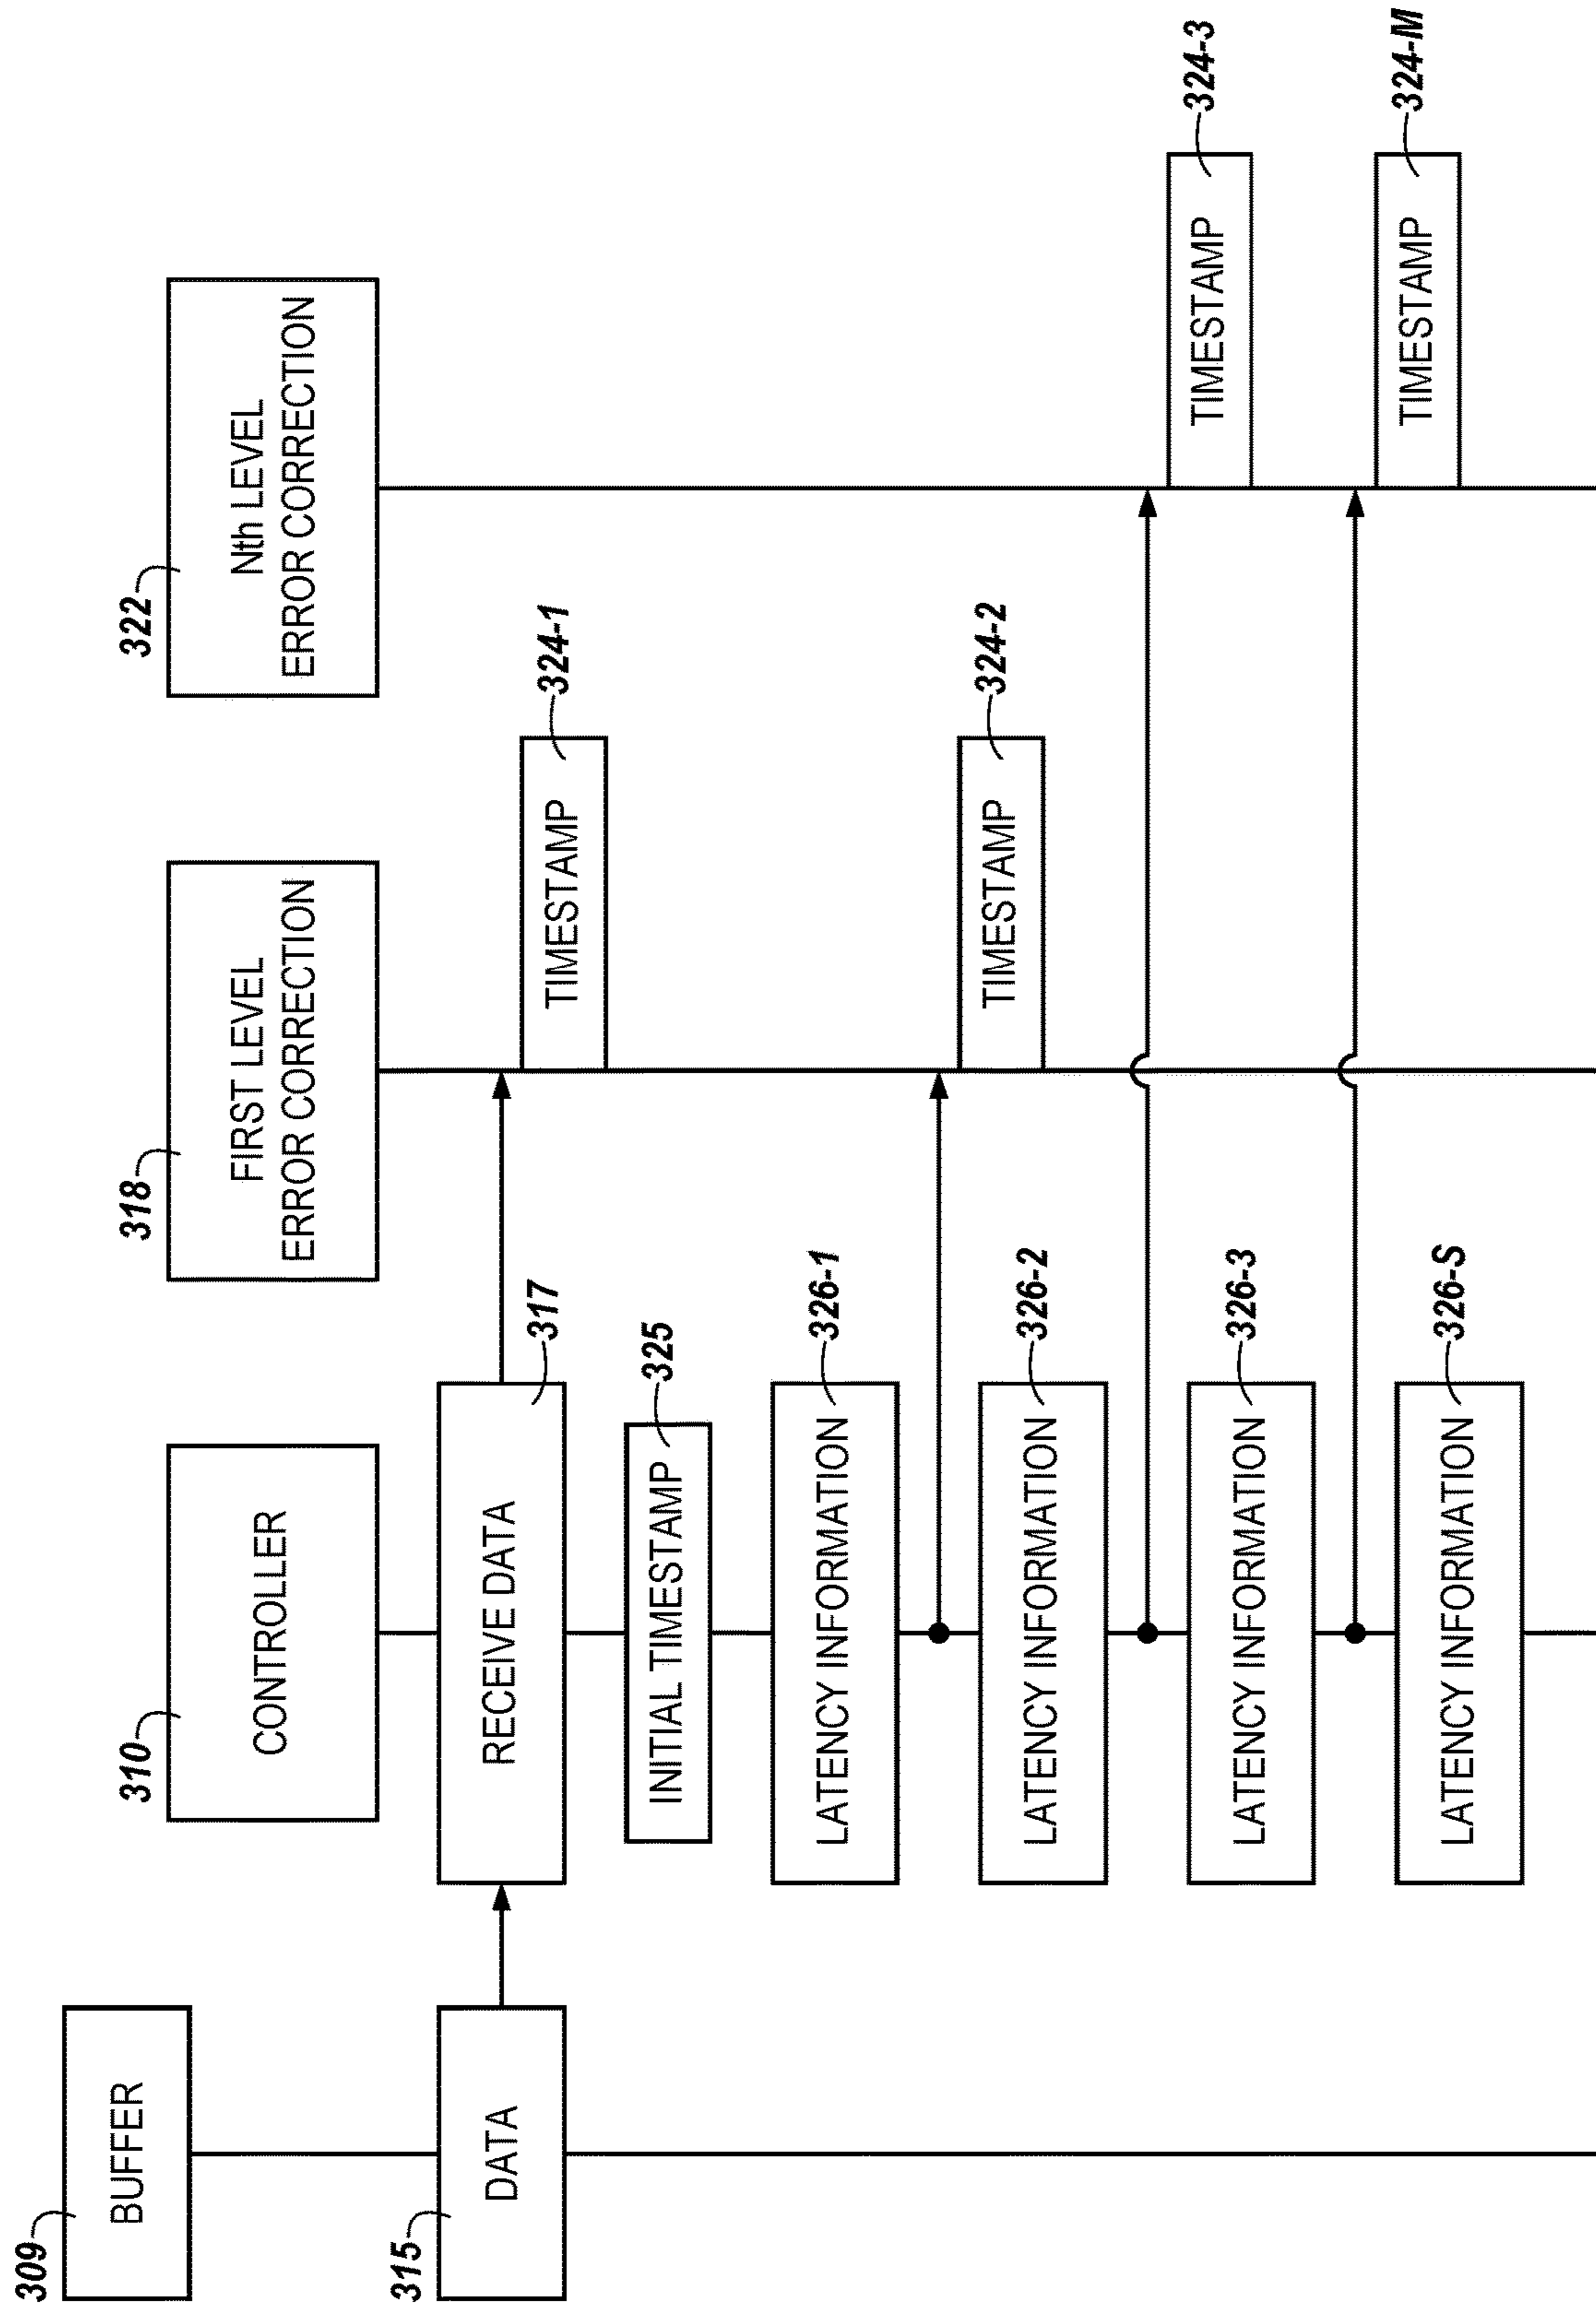 309
BUFFER
310
CONTROLLER
318
FIRST LEVEL
ERROR CORRECTION
322
Nth LEVEL
ERROR CORRECTION
315
DATA
RECEIVE DATA
317
TIMESTAMP
324-1
INITIAL TIMESTAMP
325
LATENCY INFORMATION
326-1
TIMESTAMP
324-2
LATENCY INFORMATION
326-2
TIMESTAMP
324-3
LATENCY INFORMATION
326-3
TIMESTAMP
324-M
LATENCY INFORMATION
326-S